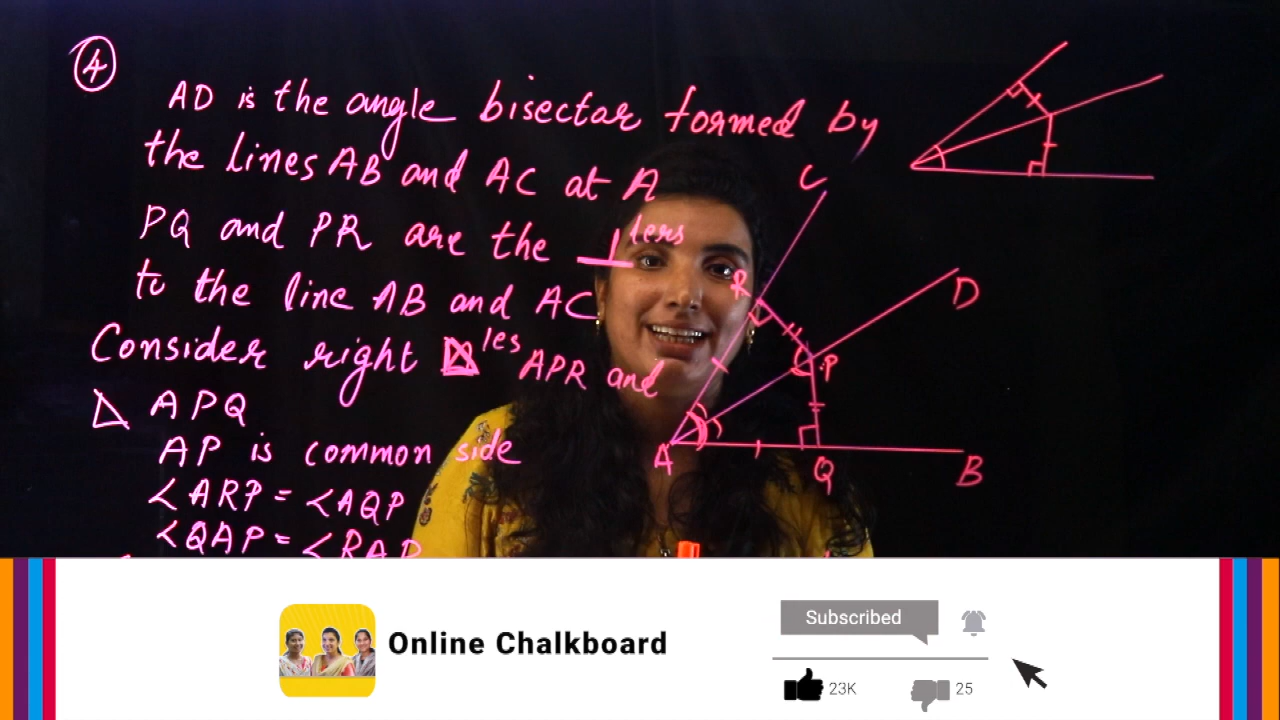 4
AD is the angle bisectar formed by
the lines AB and AC at A
PQ and PR are the ⊥lers
to the line AB and AC
Consider right les APR and
△ APQ
AP is common side
∠ARP = ∠AQP
∠QAP = ∠RAP
C
R
D
P
A
Q
B
Online Chalkboard
Subscribed
23K
25